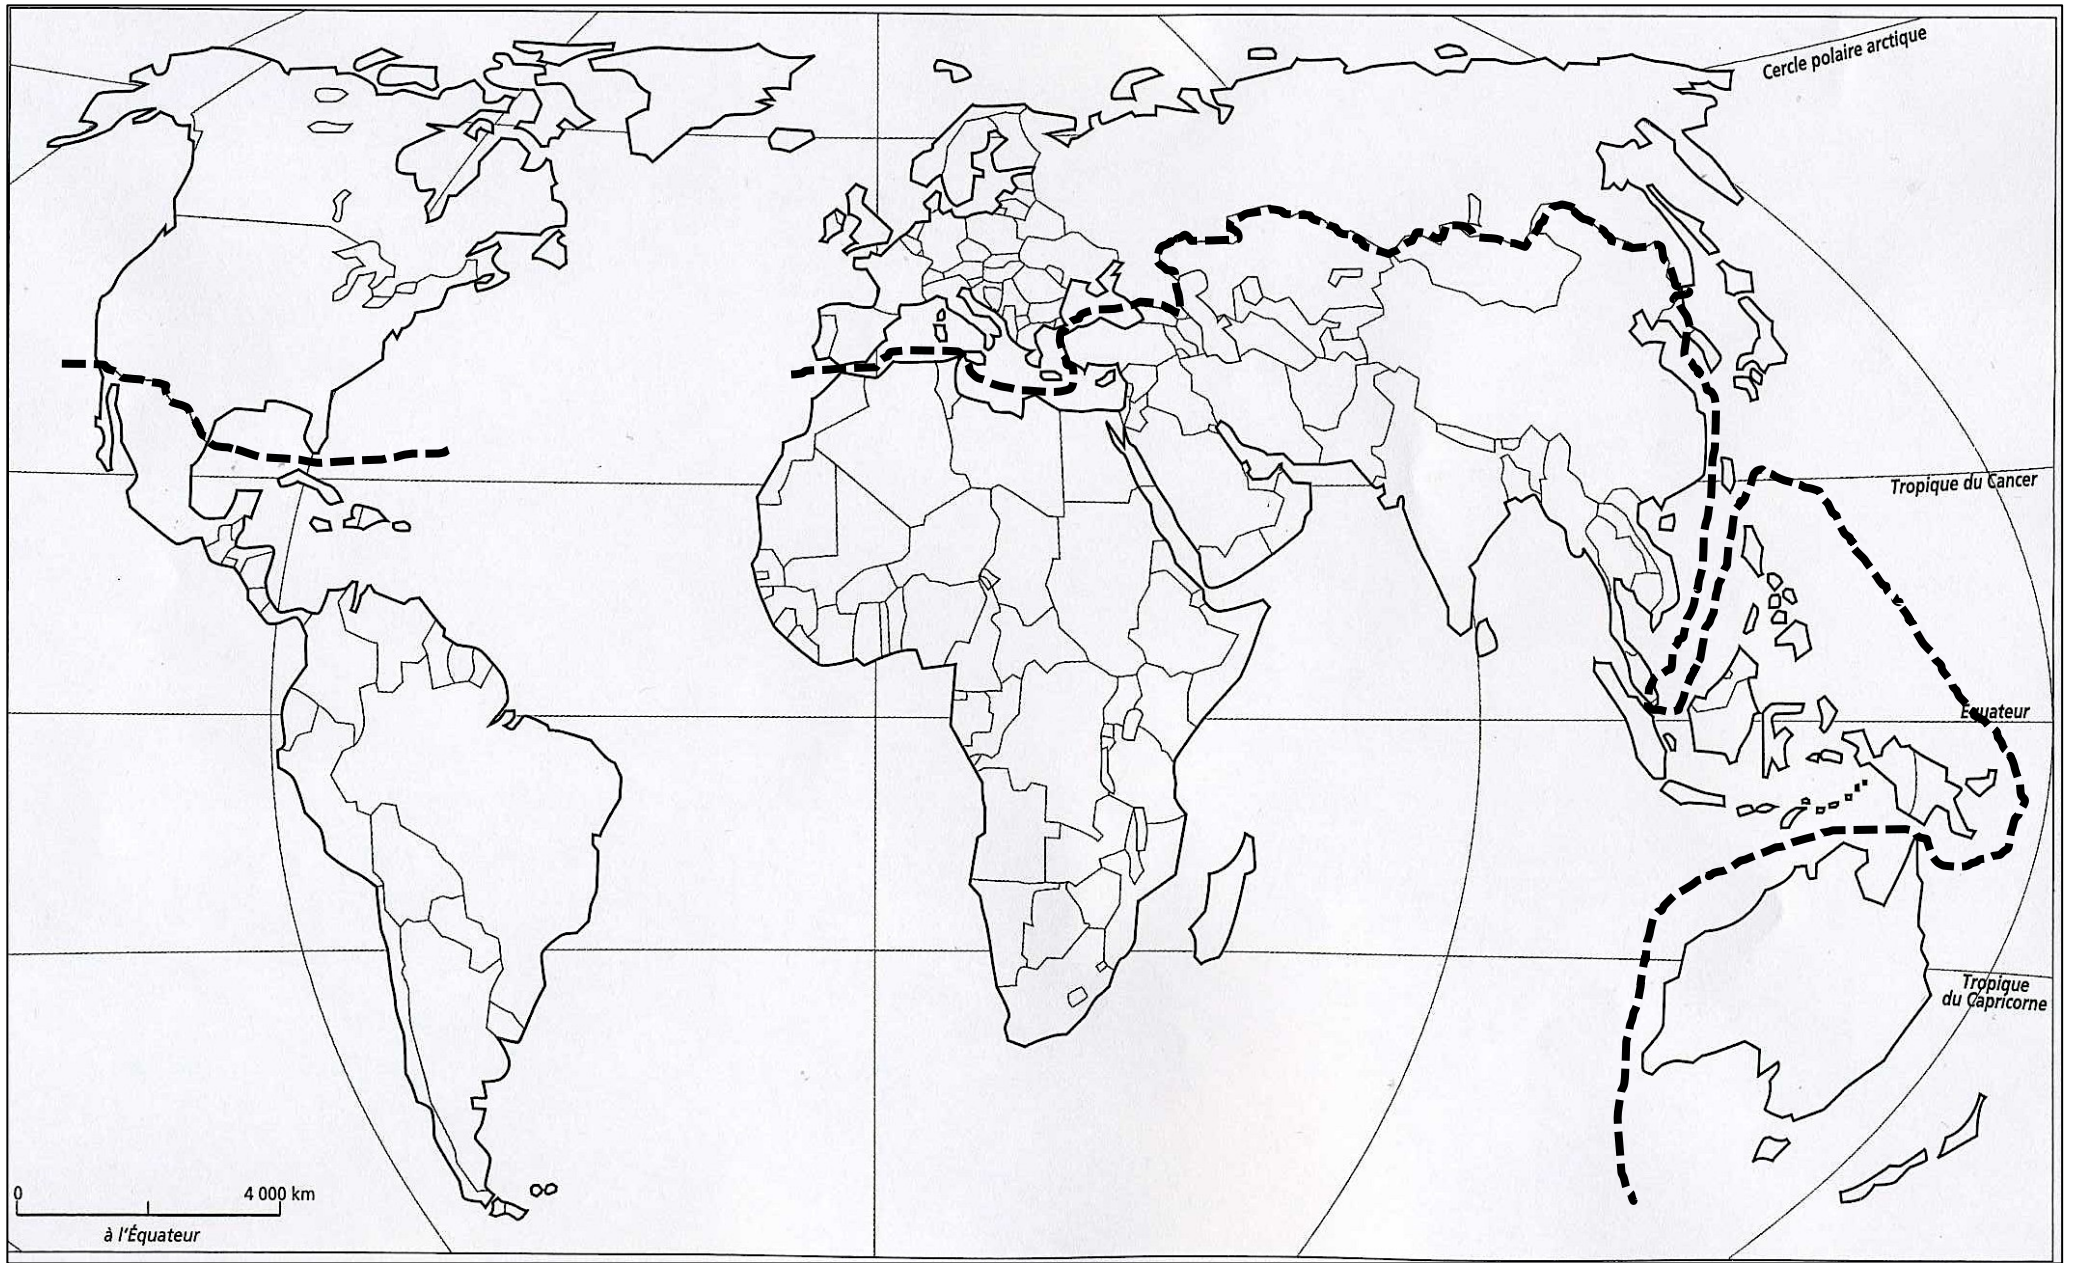 Cercle polaire arctique
Tropique du Cancer
Équateur
Tropique
du Capricorne
0
4 000 km
à l'Équateur